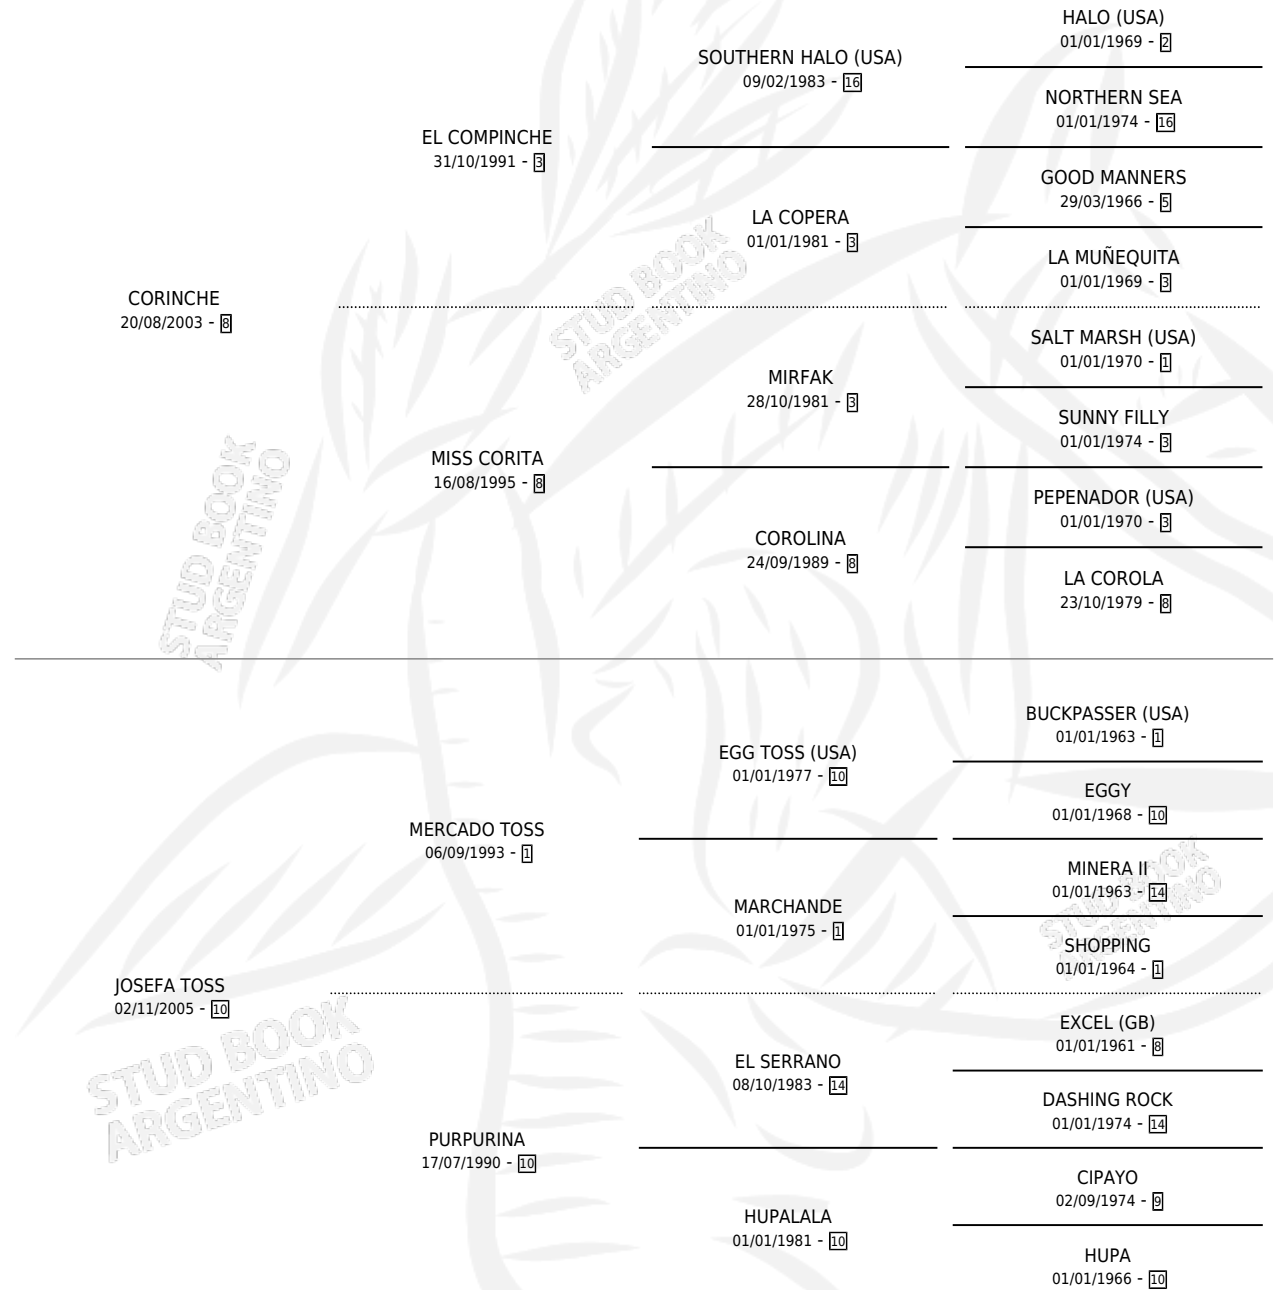 HALO (USA)
01/01/1969 - 2
SOUTHERN HALO (USA)
09/02/1983 - 16
NORTHERN SEA
01/01/1974 - 16
EL COMPINCHE
31/10/1991 - 3
GOOD MANNERS
29/03/1966 - 5
LA COPERA
01/01/1981 - 3
LA MUÑEQUITA
01/01/1969 - 3
CORINCHE
20/08/2003 - 8
STUD BOOK
ARGENTINO
SALT MARSH (USA)
01/01/1970 - 1
MIRFAK
28/10/1981 - 3
SUNNY FILLY
01/01/1974 - 3
MISS CORITA
16/08/1995 - 8
PEPENADOR (USA)
01/01/1970 - 3
COROLINA
24/09/1989 - 8
LA COROLA
23/10/1979 - 8
STUD BOOK
ARGENTINO
BUCKPASSER (USA)
01/01/1963 - 1
EGG TOSS (USA)
01/01/1977 - 10
EGGY
01/01/1968 - 10
MERCADO TOSS
06/09/1993 - 1
MINERA II
01/01/1963 - 14
MARCHANDE
01/01/1975 - 1
SHOPPING
01/01/1964 - 1
STUD BOOK
ARGENTINO
JOSEFA TOSS
02/11/2005 - 10
EXCEL (GB)
01/01/1961 - 8
EL SERRANO
08/10/1983 - 14
DASHING ROCK
01/01/1974 - 14
STUD BOOK
ARGENTINO
PURPURINA
17/07/1990 - 10
CIPAYO
02/09/1974 - 9
HUPALALA
01/01/1981 - 10
HUPA
01/01/1966 - 10